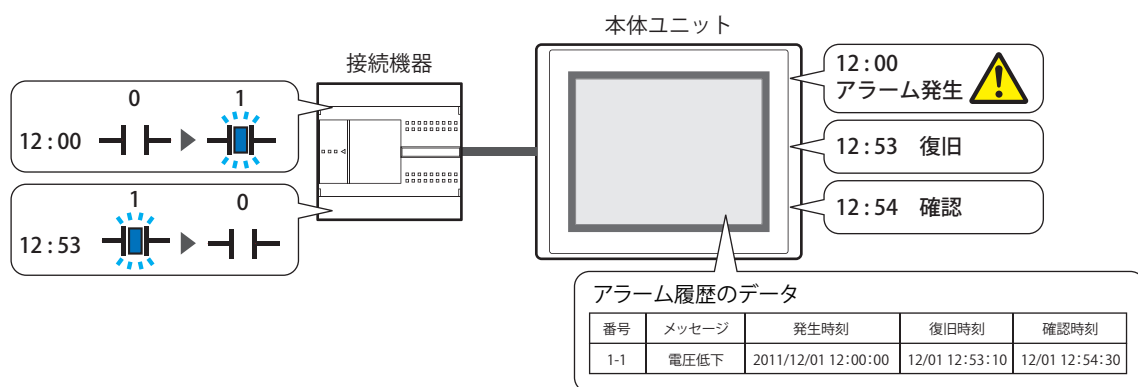 本体ユニット
接続機器
0 1
12:00
1 0
12:53
12:00
アラーム発生
12:53 復旧
12:54 確認
アラーム履歴のデータ
番号 メッセージ 発生時刻 復旧時刻 確認時刻
1-1 電圧低下 2011/12/01 12:00:00 12/01 12:53:10 12/01 12:54:30